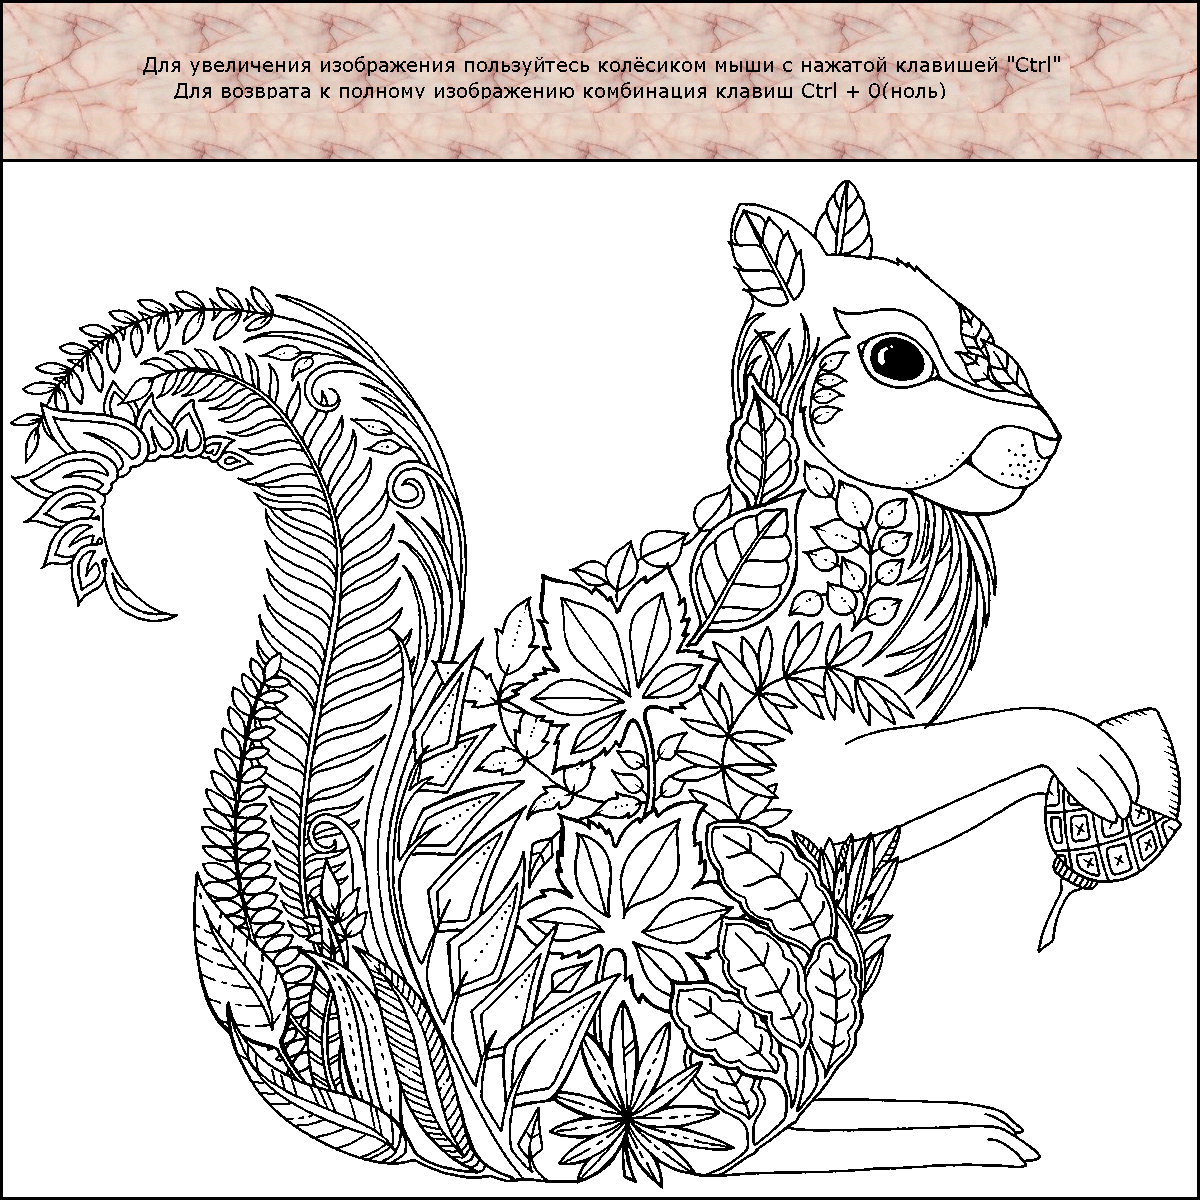 Для увеличения изображения пользуйтесь колёсиком мыши с нажатой клавишей "Ctrl"
Для возврата к полному изображению комбинация клавиш Ctrl + 0(ноль)